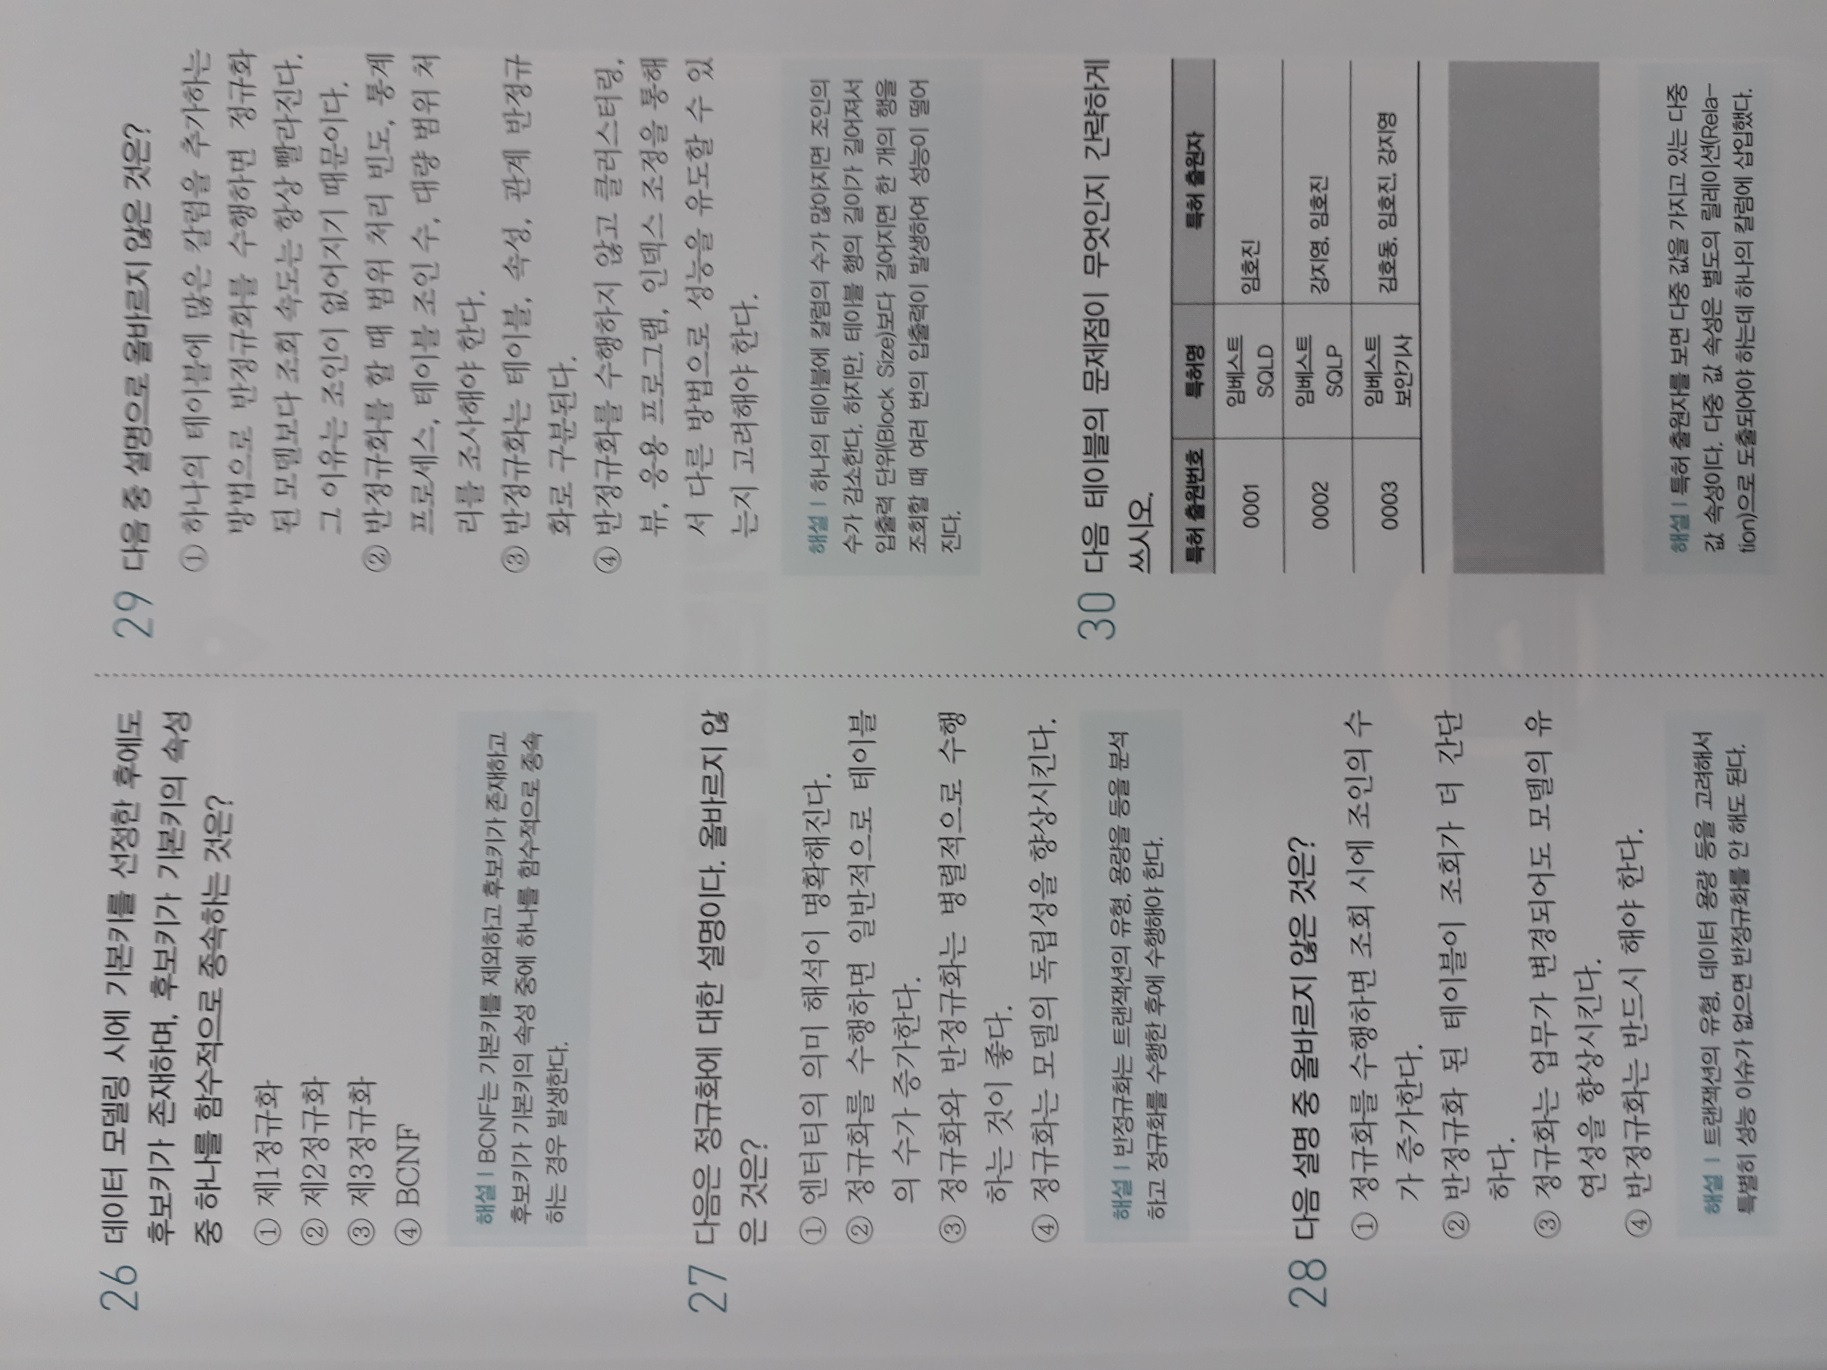 26 데이터 모델링 시에 기본키를 선정한 후에도
후보키가 존재하며, 후보키가 기본키의 속성
중 하나를 함수적으로 종속하는 것은?
① 제1정규화
② 제2정규화
③ 제3정규화
④ BCNF
해설 | BCNF는 기본키를 제외하고 후보키가 존재하고
후보키가 기본키의 속성 중에 하나를 함수적으로 종속
하는 경우 발생한다.
27 다음은 정규화에 대한 설명이다. 올바르지 않
은 것은?
① 엔터티의 의미 해석이 명확해진다.
② 정규화를 수행하면 일반적으로 테이블
의 수가 증가한다.
③ 정규화와 반정규화는 병렬적으로 수행
하는 것이 좋다.
④ 정규화는 모델의 독립성을 향상시킨다.
해설 | 반정규화는 트랜잭션의 유형, 용량을 등을 분석
하고 정규화를 수행한 후에 수행해야 한다.
28 다음 설명 중 올바르지 않은 것은?
① 정규화를 수행하면 조회 시에 조인의 수
가 증가한다.
② 반정규화 된 테이블이 조회가 더 간단
하다.
③ 정규화는 업무가 변경되어도 모델의 유
연성을 향상시킨다.
④ 반정규화는 반드시 해야 한다.
해설 | 트랜잭션의 유형, 데이터 용량 등을 고려해서
특별히 성능 이슈가 없으면 반정규화를 안 해도 된다.
29 다음 중 설명으로 올바르지 않은 것은?
① 하나의 테이블에 많은 칼럼을 추가하는
방법으로 반정규화를 수행하면 정규화
된 모델보다 조회 속도는 항상 빨라진다.
그 이유는 조인이 없어지기 때문이다.
② 반정규화를 할 때 범위 처리 빈도, 통계
프로세스, 테이블 조인 수, 대량 범위 처
리를 조사해야 한다.
③ 반정규화는 테이블, 속성, 관계 반정규
화로 구분된다.
④ 반정규화를 수행하지 않고 클러스터링,
뷰, 응용 프로그램, 인덱스 조정을 통해
서 다른 방법으로 성능을 유도할 수 있
는지 고려해야 한다.
해설 | 하나의 테이블에 칼럼의 수가 많아지면 조인의
수가 감소한다. 하지만, 테이블 행의 길이가 길어져서
입출력 단위(Block Size)보다 길어지면 한 개의 행을
조회할 때 여러 번의 입출력이 발생하여 성능이 떨어
진다.
30 다음 테이블의 문제점이 무엇인지 간략하게
쓰시오.
특허 출원번호 특허명 특허 출원자
0001 임베스트 SQLD 임호진
0002 임베스트 SQLP 강지영, 임호진
0003 임베스트 보안기사 김호동, 임호진, 강지영
해설 | 특허 출원자를 보면 다중 값을 가지고 있는 다중
값 속성이다. 다중 값 속성은 별도의 릴레이션(Rela-
tion)으로 도출되어야 하는데 하나의 칼럼에 삽입했다.